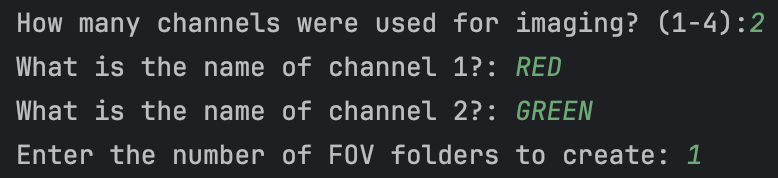 How many channels were used for imaging? (1-4):2
What is the name of channel 1?: RED
What is the name of channel 2?: GREEN
Enter the number of FOV folders to create: 1